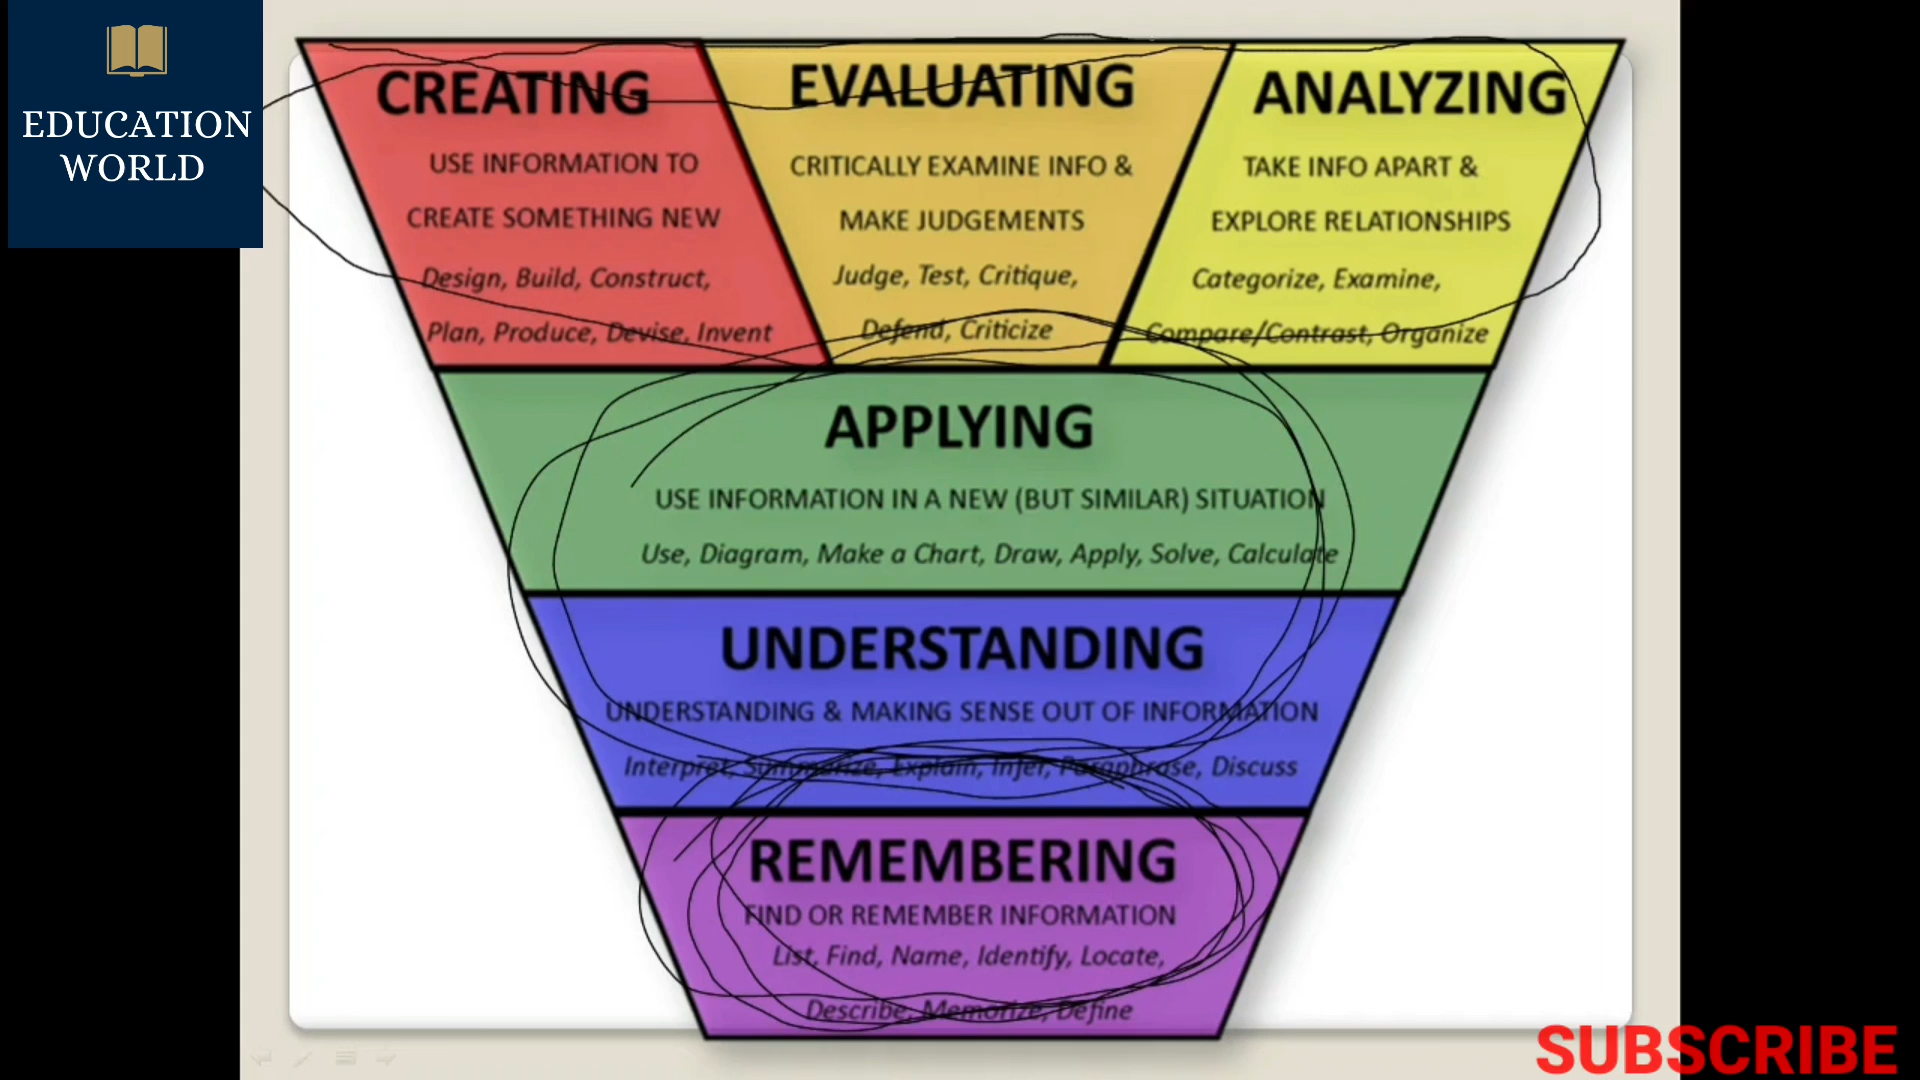 EDUCATION
WORLD
CREATING
USE INFORMATION TO
CREATE SOMETHING NEW
Design, Build, Construct,
Plan, Produce, Devise, Invent
EVALUATING
CRITICALLY EXAMINE INFO &
MAKE JUDGEMENTS
Judge, Test, Critique,
Defend, Criticize
ANALYZING
TAKE INFO APART &
EXPLORE RELATIONSHIPS
Categorize, Examine,
Compare/Contrast, Organize
APPLYING
USE INFORMATION IN A NEW (BUT SIMILAR) SITUATION
Use, Diagram, Make a Chart, Draw, Apply, Solve, Calculate
UNDERSTANDING
UNDERSTANDING & MAKING SENSE OUT OF INFORMATION
Interpret, Summarize, Explain, Infer, Paraphrase, Discuss
REMEMBERING
FIND OR REMEMBER INFORMATION
List, Find, Name, Identify, Locate,
Describe, Memorize, Define
SUBSCRIBE